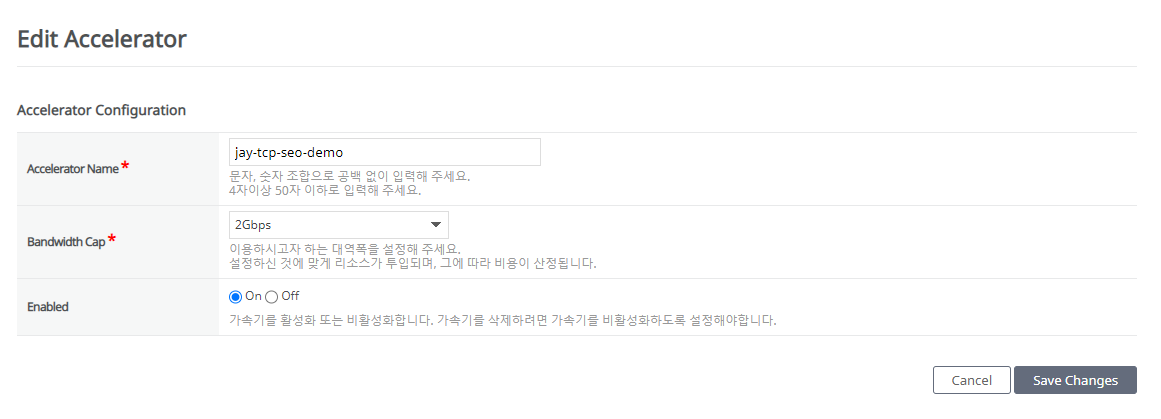 Edit Accelerator
Accelerator Configuration
Accelerator Name *
jay-tcp-seo-demo
문자, 숫자 조합으로 공백 없이 입력해 주세요.
4자이상 50자 이하로 입력해 주세요.
Bandwidth Cap *
2Gbps
이용하시고자 하는 대역폭을 설정해 주세요.
설정하신 것에 맞게 리소스가 투입되며, 그에 따라 비용이 산정됩니다.
Enabled
On Off
가속기를 활성화 또는 비활성화합니다. 가속기를 삭제하려면 가속기를 비활성화하도록 설정해야합니다.
Cancel Save Changes